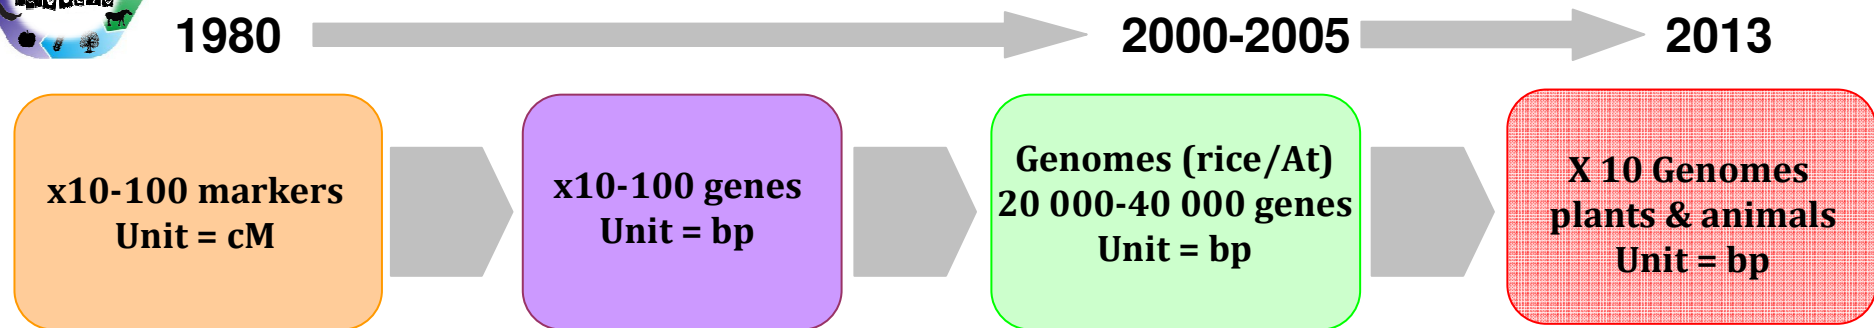 1980
2000-2005
2013
x10-100 markers
Unit = cM
x10-100 genes
Unit = bp
Genomes (rice/At)
20 000-40 000 genes
Unit = bp
X 10 Genomes
plants & animals
Unit = bp